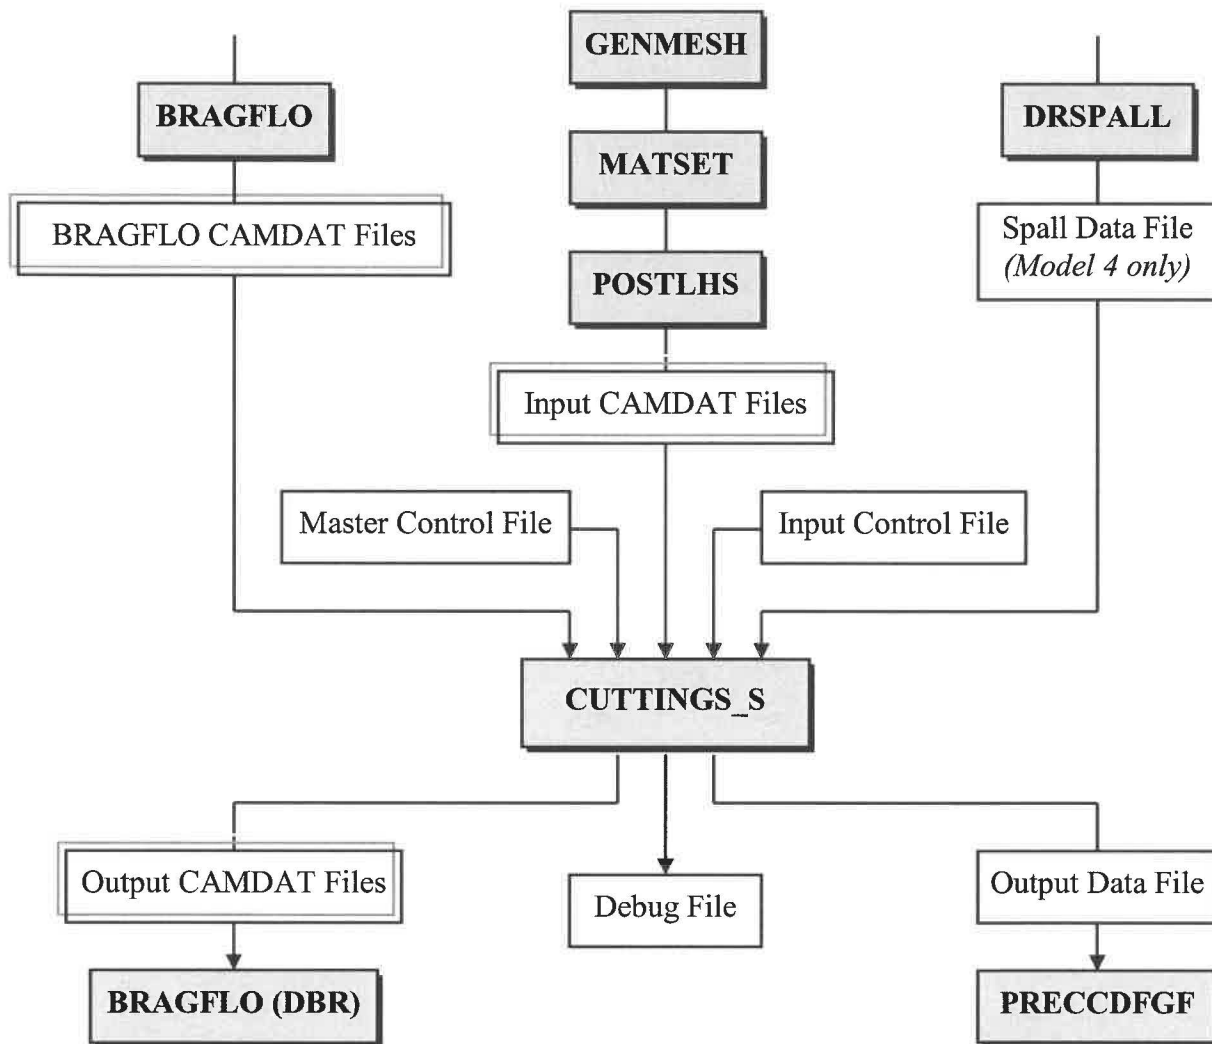 GENMESH
BRAGFLO
DRSPALL
MATSET
BRAGFLO CAMDAT Files
Spall Data File
(Model 4 only)
POSTLHS
Input CAMDAT Files
Master Control File
Input Control File
CUTTINGS_S
Output CAMDAT Files
Debug File
Output Data File
BRAGFLO (DBR)
PRECCDFGF